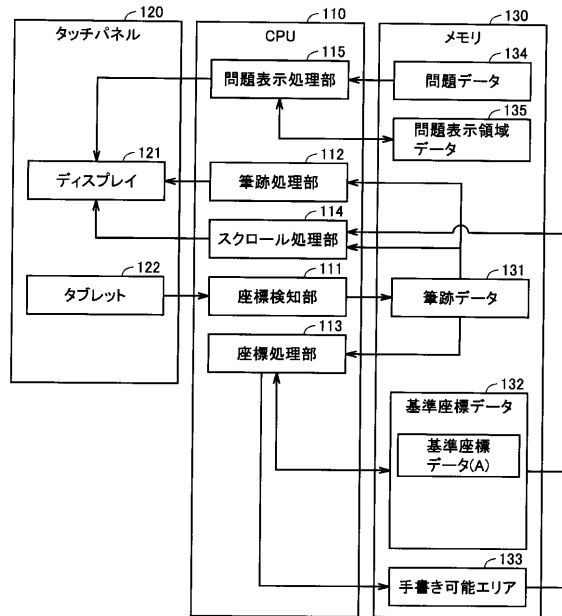 120
タッチパネル
110
CPU
130
メモリ
115
問題表示処理部
134
問題データ
135
問題表示領域
データ
121
ディスプレイ
112
筆跡処理部
114
スクロール処理部
122
タブレット
111
座標検知部
131
筆跡データ
113
座標処理部
132
基準座標データ
基準座標
データ(A)
133
手書き可能エリア